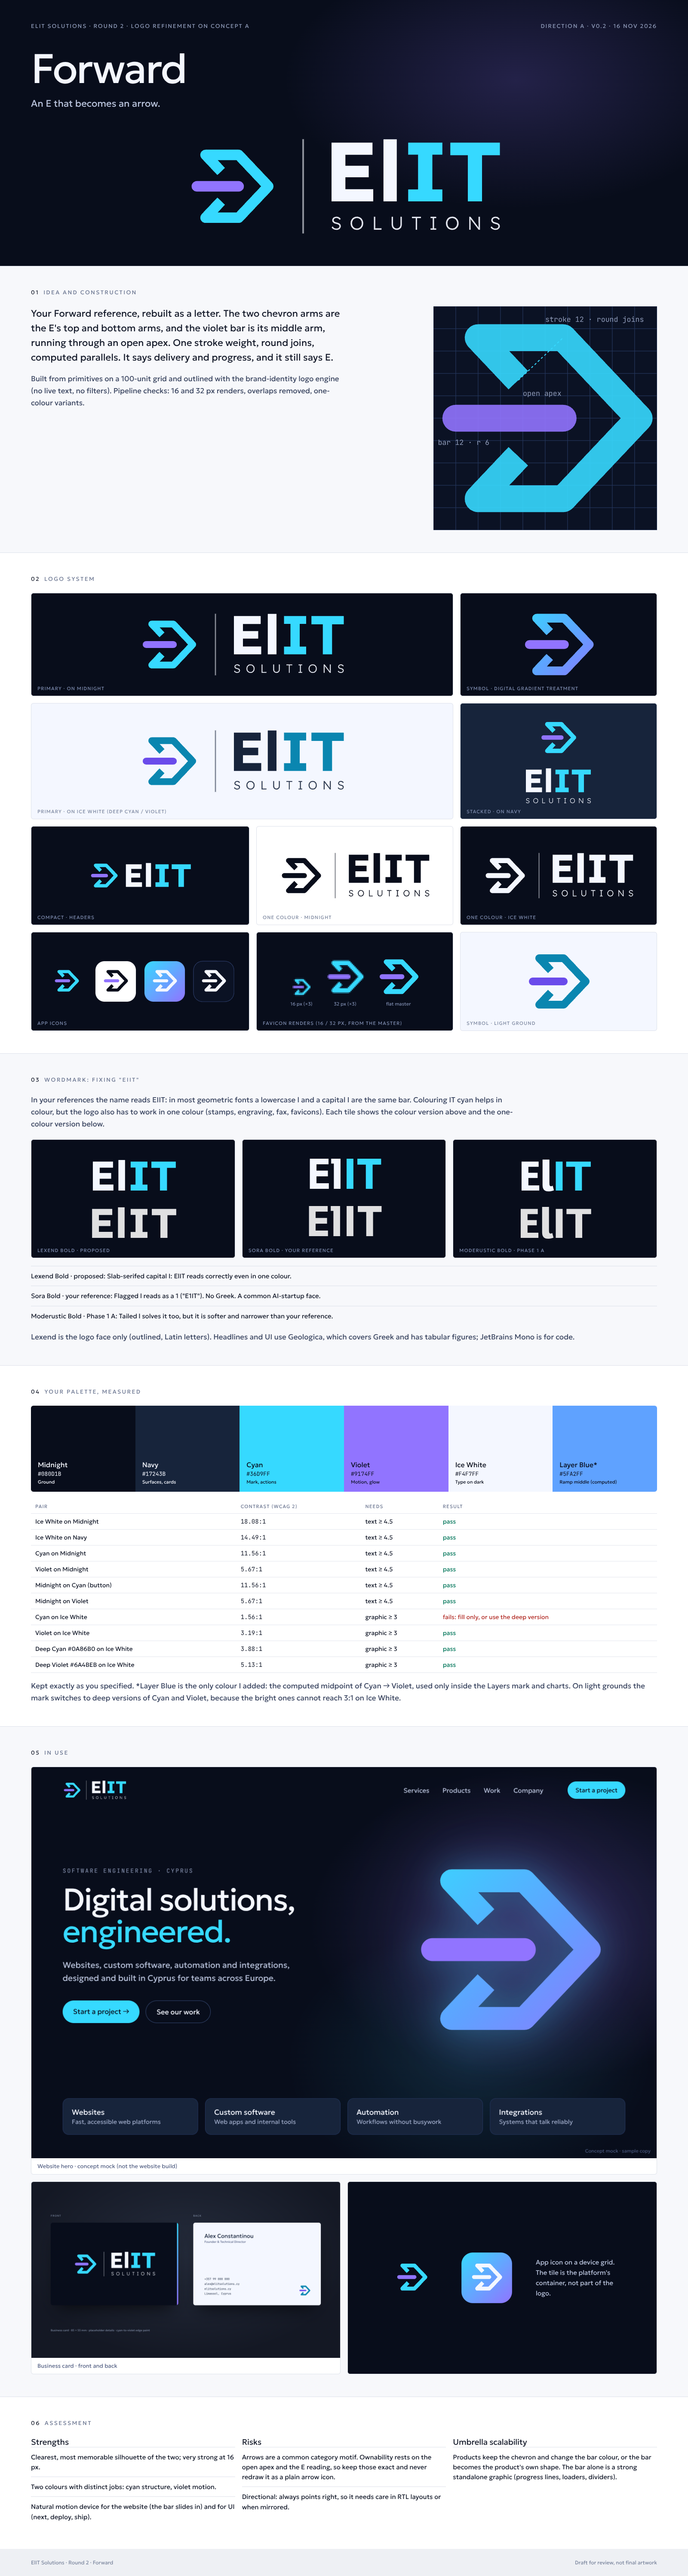 ELIT SOLUTIONS · ROUND 2 · LOGO REFINEMENT ON CONCEPT A
DIRECTION A · V0.2 · 16 NOV 2026
Forward
An E that becomes an arrow.
ElIT
SOLUTIONS
01 IDEA AND CONSTRUCTION
Your Forward reference, rebuilt as a letter. The two chevron arms are
the E's top and bottom arms, and the violet bar is its middle arm,
running through an open apex. One stroke weight, round joins,
computed parallels. It says delivery and progress, and it still says E.
Built from primitives on a 100-unit grid and outlined with the brand-identity logo engine
(no live text, no filters). Pipeline checks: 16 and 32 px renders, overlaps removed, one-
colour variants.
stroke 12 · round joins
open apex
bar 12 · r 6
02 LOGO SYSTEM
ElIT
SOLUTIONS
PRIMARY · ON MIDNIGHT
SYMBOL · DIGITAL GRADIENT TREATMENT
ElIT
SOLUTIONS
PRIMARY · ON ICE WHITE (DEEP CYAN / VIOLET)
ElIT
SOLUTIONS
STACKED · ON NAVY
ElIT
COMPACT · HEADERS
ElIT
SOLUTIONS
ONE COLOUR · MIDNIGHT
ElIT
SOLUTIONS
ONE COLOUR · ICE WHITE
APP ICONS
16 px (×3)
32 px (×3)
flat master
FAVICON RENDERS (16 / 32 PX, FROM THE MASTER)
SYMBOL · LIGHT GROUND
03 WORDMARK: FIXING "EIIT"
In your references the name reads EIIT: in most geometric fonts a lowercase l and a capital I are the same bar. Colouring IT cyan helps in
colour, but the logo also has to work in one colour (stamps, engraving, fax, favicons). Each tile shows the colour version above and the one-
colour version below.
ElIT
ElIT
LEXEND BOLD · PROPOSED
ElIT
ElIT
SORA BOLD · YOUR REFERENCE
ElIT
ElIT
MODERUSTIC BOLD · PHASE 1 A
Lexend Bold · proposed: Slab-serifed capital I: ElIT reads correctly even in one colour.
Sora Bold · your reference: Flagged l reads as a 1 ("E1IT"). No Greek. A common AI-startup face.
Moderustic Bold · Phase 1 A: Tailed l solves it too, but it is softer and narrower than your reference.
Lexend is the logo face only (outlined, Latin letters). Headlines and UI use Geologica, which covers Greek and has tabular figures; JetBrains Mono is for code.
04 YOUR PALETTE, MEASURED
Midnight
#080D1B
Ground
Navy
#17243B
Surfaces, cards
Cyan
#36D9FF
Mark, actions
Violet
#9174FF
Motion, glow
Ice White
#F4F7FF
Type on dark
Layer Blue*
#5FA2FF
Ramp middle (computed)
PAIR CONTRAST (WCAG 2) NEEDS RESULT
Ice White on Midnight 18.08:1 text ≥ 4.5 pass
Ice White on Navy 14.49:1 text ≥ 4.5 pass
Cyan on Midnight 11.56:1 text ≥ 4.5 pass
Violet on Midnight 5.67:1 text ≥ 4.5 pass
Midnight on Cyan (button) 11.56:1 text ≥ 4.5 pass
Midnight on Violet 5.67:1 text ≥ 4.5 pass
Cyan on Ice White 1.56:1 graphic ≥ 3 fails: fill only, or use the deep version
Violet on Ice White 3.19:1 graphic ≥ 3 pass
Deep Cyan #0A86B0 on Ice White 3.88:1 graphic ≥ 3 pass
Deep Violet #6A4BEB on Ice White 5.13:1 graphic ≥ 3 pass
Kept exactly as you specified. *Layer Blue is the only colour I added: the computed midpoint of Cyan → Violet, used only inside the Layers mark and charts. On light grounds the
mark switches to deep versions of Cyan and Violet, because the bright ones cannot reach 3:1 on Ice White.
05 IN USE
ElIT
SOLUTIONS
Services Products Work Company Start a project
SOFTWARE ENGINEERING · CYPRUS
Digital solutions,
engineered.
Websites, custom software, automation and integrations,
designed and built in Cyprus for teams across Europe.
Start a project → See our work
Websites
Fast, accessible web platforms
Custom software
Web apps and internal tools
Automation
Workflows without busywork
Integrations
Systems that talk reliably
Concept mock · sample copy
Website hero · concept mock (not the website build)
ElIT
SOLUTIONS
Alex Constantinou
Business card · front and back
App icon on a device grid.
The tile is the platform's
container, not part of the
logo.
06 ASSESSMENT
Strengths
Clearest, most memorable silhouette of the two; very strong at 16
px.
Two colours with distinct jobs: cyan structure, violet motion.
Natural motion device for the website (the bar slides in) and for UI
(next, deploy, ship).
Risks
Arrows are a common category motif. Ownability rests on the
open apex and the E reading, so keep those exact and never
redraw it as a plain arrow icon.
Directional: always points right, so it needs care in RTL layouts or
when mirrored.
Umbrella scalability
Products keep the chevron and change the bar colour, or the bar
becomes the product's own shape. The bar alone is a strong
standalone graphic (progress lines, loaders, dividers).
ElIT Solutions · Round 2 · Forward
Draft for review, not final artwork